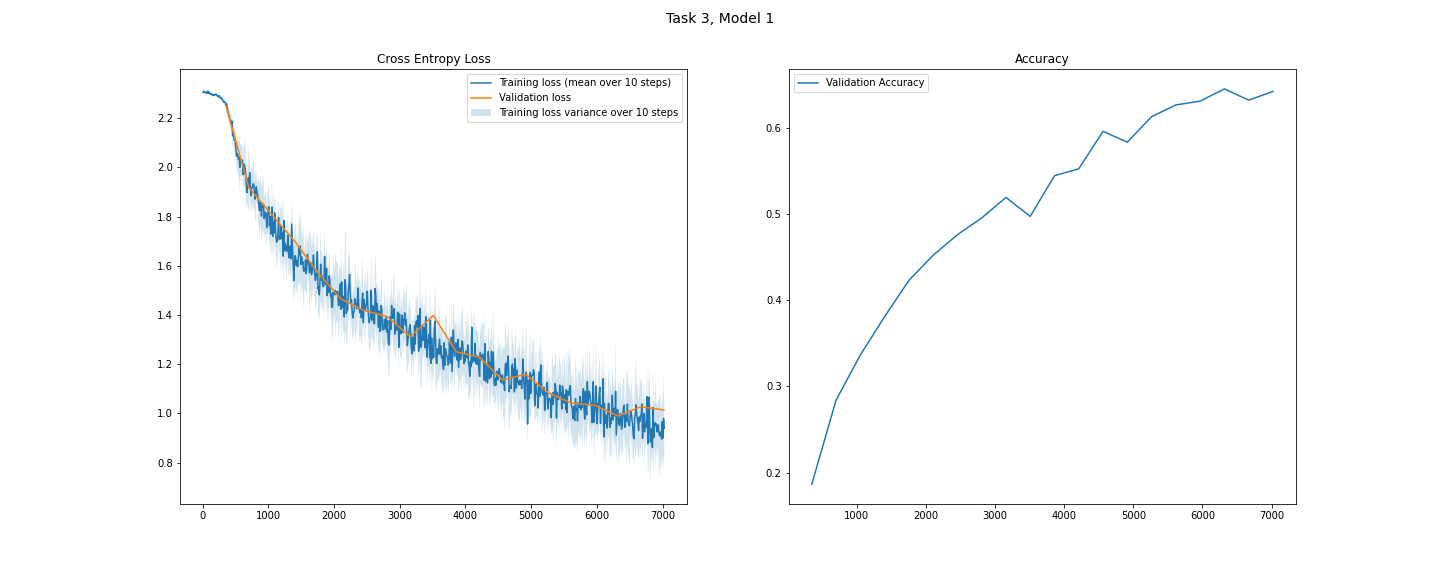 Task 3, Model 1
Cross Entropy Loss
Training loss (mean over 10 steps)
Validation loss
Training loss variance over 10 steps
2.2
2.0
1.8
1.6
1.4
1.2
1.0
0.8
0 1000 2000 3000 4000 5000 6000 7000
Accuracy
Validation Accuracy
0.6
0.5
0.4
0.3
0.2
1000 2000 3000 4000 5000 6000 7000